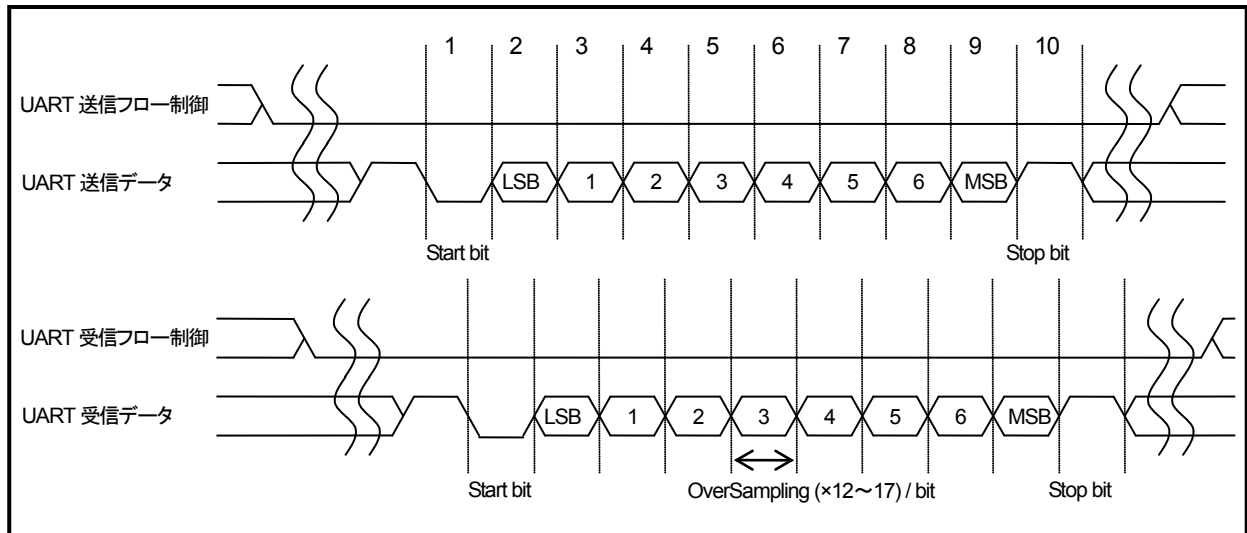 1 2 3 4 5 6 7 8 9 10
UART 送信フロー制御
UART 送信データ
LSB 1 2 3 4 5 6 MSB
Start bit Stop bit
UART 受信フロー制御
UART 受信データ
LSB 1 2 3 4 5 6 MSB
Start bit OverSampling (×12～17) / bit Stop bit